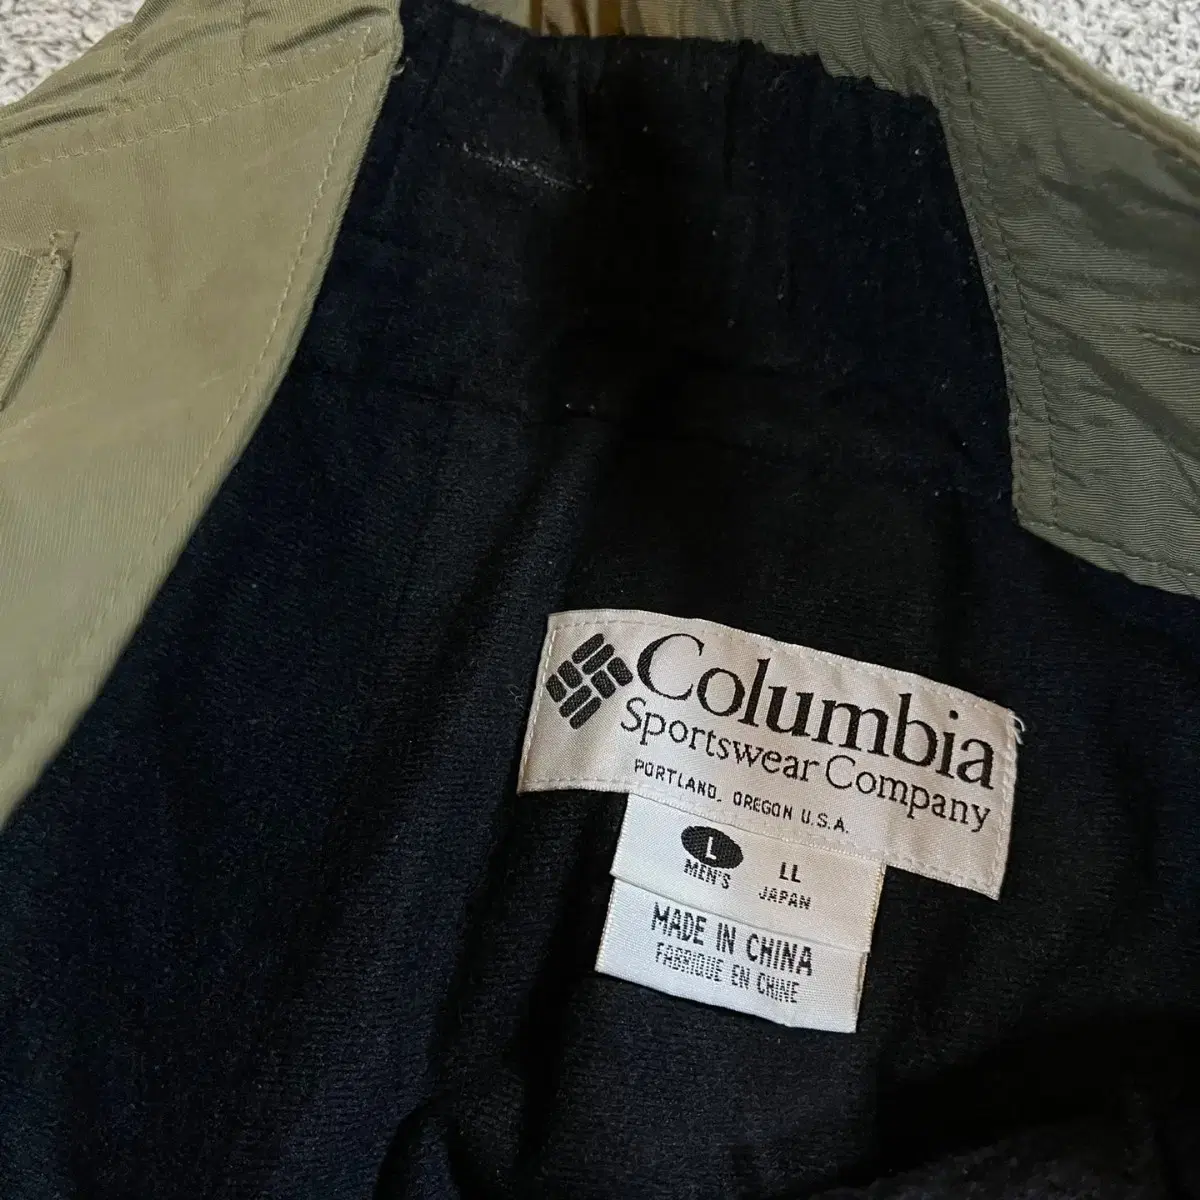 Columbia
Sportswear Company
PORTLAND, OREGON U.S.A.
L LL
MEN'S JAPAN
MADE IN CHINA
FABRIQUE EN CHINE